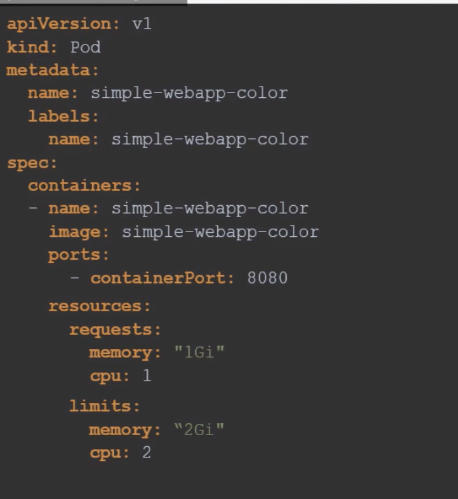 apiVersion: v1
kind: Pod
metadata:
  name: simple-webapp-color
  labels:
    name: simple-webapp-color
spec:
  containers:
  - name: simple-webapp-color
    image: simple-webapp-color
    ports:
      - containerPort: 8080
    resources:
      requests:
        memory: "1Gi"
        cpu: 1
      limits:
        memory: “2Gi"
        cpu: 2